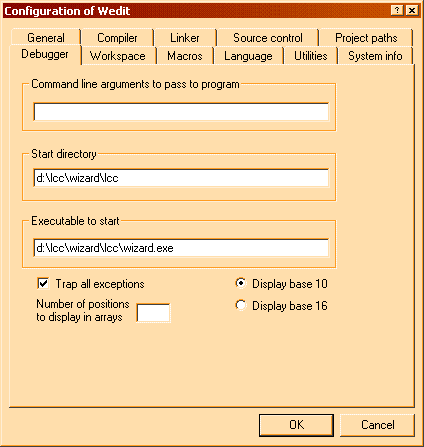 Configuration of Wedit
General Compiler Linker Source control Project paths
Debugger Workspace Macros Language Utilities System info
Command line arguments to pass to program
Start directory
d:\lcc\wizard\lcc
Executable to start
d:\lcc\wizard\lcc\wizard.exe
Trap all exceptions Display base 10
Number of positions
to display in arrays
Display base 16
OK Cancel